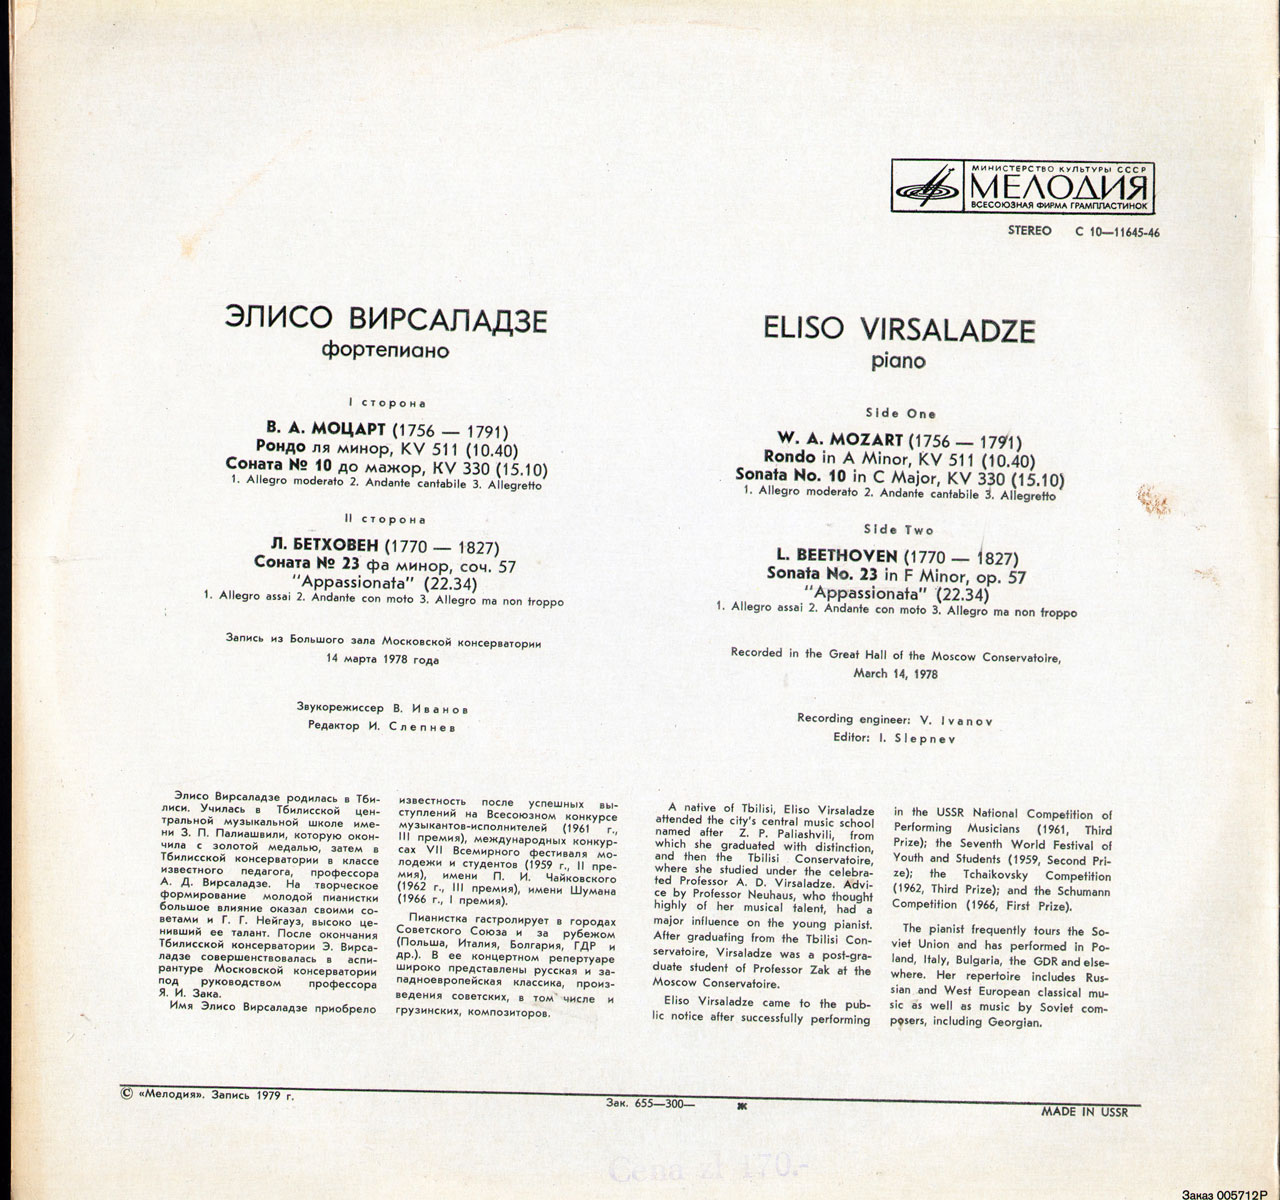 МИНИСТЕРСТВО КУЛЬТУРЫ СССР
МЕЛОДИЯ
ВСЕСОЮЗНАЯ ФИРМА ГРАМПЛАСТИНОК
STEREO С 10—11645-46
ЭЛИСО ВИРСАЛАДЗЕ
фортепиано
I сторона
В. А. МОЦАРТ (1756 — 1791)
Рондо ля минор, KV 511 (10.40)
Соната № 10 до мажор, KV 330 (15.10)
1. Allegro moderato 2. Andante cantabile 3. Allegretto
II сторона
Л. БЕТХОВЕН (1770 — 1827)
Соната № 23 фа минор, соч. 57
"Appassionata" (22.34)
1. Allegro assai 2. Andante con moto 3. Allegro ma non troppo
Запись из Большого зала Московской консерватории
14 марта 1978 года
Звукорежиссер В. Иванов
Редактор И. Слепнев
ELISO VIRSALADZE
piano
Side One
W. A. MOZART (1756 — 1791)
Rondo in A Minor, KV 511 (10.40)
Sonata No. 10 in C Major, KV 330 (15.10)
1. Allegro moderato 2. Andante cantabile 3. Allegretto
Side Two
L. BEETHOVEN (1770 — 1827)
Sonata No. 23 in F Minor, op. 57
"Appassionata" (22.34)
1. Allegro assai 2. Andante con moto 3. Allegro ma non troppo
Recorded in the Great Hall of the Moscow Conservatoire,
March 14, 1978
Recording engineer: V. Ivanov
Editor: I. Slepnev
Элисо Вирсаладзе родилась в Тби-
лиси. Училась в Тбилисской цен-
тральной музыкальной школе име-
ни З. П. Палиашвили, которую окон-
чила с золотой медалью, затем в
Тбилисской консерватории в классе
известного педагога, профессора
А. Д. Вирсаладзе. На творческое
формирование молодой пианистки
большое влияние оказал своими со-
ветами и Г. Г. Нейгауз, высоко це-
нивший ее талант. После окончания
Тбилисской консерватории Э. Вирса-
ладзе совершенствовалась в аспи-
рантуре Московской консерватории
под руководством профессора
Я. И. Зака.
Имя Элисо Вирсаладзе приобрело
известность после успешных вы-
ступлений на Всесоюзном конкурсе
музыкантов-исполнителей (1961 г.,
III премия), международных конкур-
сах VII Всемирного фестиваля мо-
лодежи и студентов (1959 г., II пре-
мия), имени П. И. Чайковского
(1962 г., III премия), имени Шумана
(1966 г., I премия).
Пианистка гастролирует в городах
Советского Союза и за рубежом
(Польша, Италия, Болгария, ГДР и
др.). В ее концертном репертуаре
широко представлены русская и за-
падноевропейская классика, произ-
ведения советских, в том числе и
грузинских, композиторов.
A native of Tbilisi, Eliso Virsaladze
attended the city's central music school
named after Z. P. Paliashvili, from
which she graduated with distinction,
and then the Tbilisi Conservatoire,
where she studied under the celebra-
ted Professor A. D. Virsaladze. Advi-
ce by Professor Neuhaus, who thought
highly of her musical talent, had a
major influence on the young pianist.
After graduating from the Tbilisi Con-
servatoire, Virsaladze was a post-gra-
duate student of Professor Zak at the
Moscow Conservatoire.
Eliso Virsaladze came to the pub-
lic notice after successfully performing
in the USSR National Competition of
Performing Musicians (1961, Third
Prize); the Seventh World Festival of
Youth and Students (1959, Second Pri-
ze); the Tchaikovsky Competition
(1962, Third Prize); and the Schumann
Competition (1966, First Prize).
The pianist frequently tours the So-
viet Union and has performed in Po-
land, Italy, Bulgaria, the GDR and else-
where. Her repertoire includes Rus-
sian and West European classical mu-
sic as well as music by Soviet com-
posers, including Georgian.
© «Мелодия». Запись 1979 г.
Зак. 655—300— Ж
MADE IN USSR
Cena zł 170.-
Заказ 005712Р